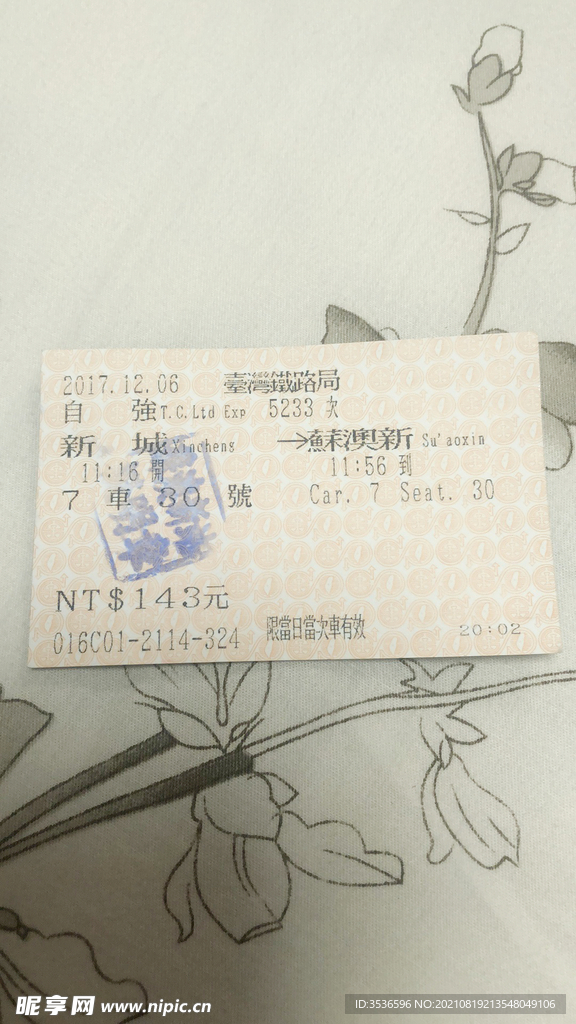 2017.12.06 臺灣鐵路局
自 強 T.C.Ltd Exp 5233 次
新 城 Xincheng →蘇澳新 Su'aoxin
11:16 開 11:56 到
7 車 30 號 Car. 7 Seat. 30
NT$143元
016C01-2114-324 限當日當次車有效 20:02
昵享网 www.nipic.cn
ID:3536596 NO:20210819213548049106